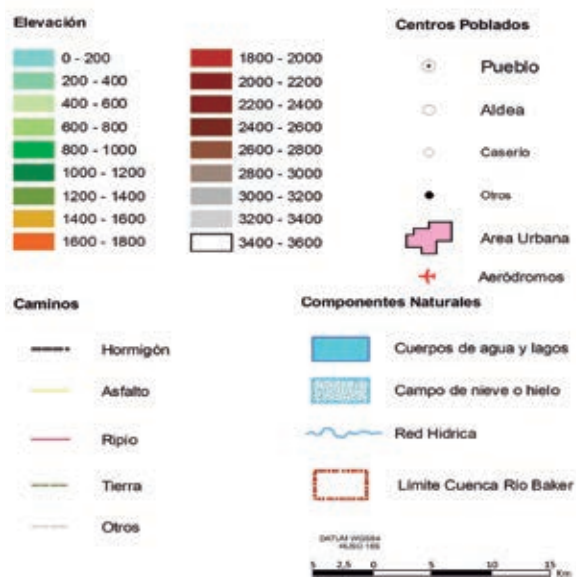 Elevación
0 - 200
200 - 400
400 - 600
600 - 800
800 - 1000
1000 - 1200
1200 - 1400
1400 - 1600
1600 - 1800
1800 - 2000
2000 - 2200
2200 - 2400
2400 - 2600
2600 - 2800
2800 - 3000
3000 - 3200
3200 - 3400
3400 - 3600
Centros Poblados
Pueblo
Aldea
Caserío
Otros
Area Urbana
Aeródromos
Caminos
Hormigón
Asfalto
Ripio
Tierra
Otros
Componentes Naturales
Cuerpos de agua y lagos
Campo de nieve o hielo
Red Hidrica
Límite Cuenca Río Baker
DATUM WGS84
5 2,5 0 5 10 15
Km